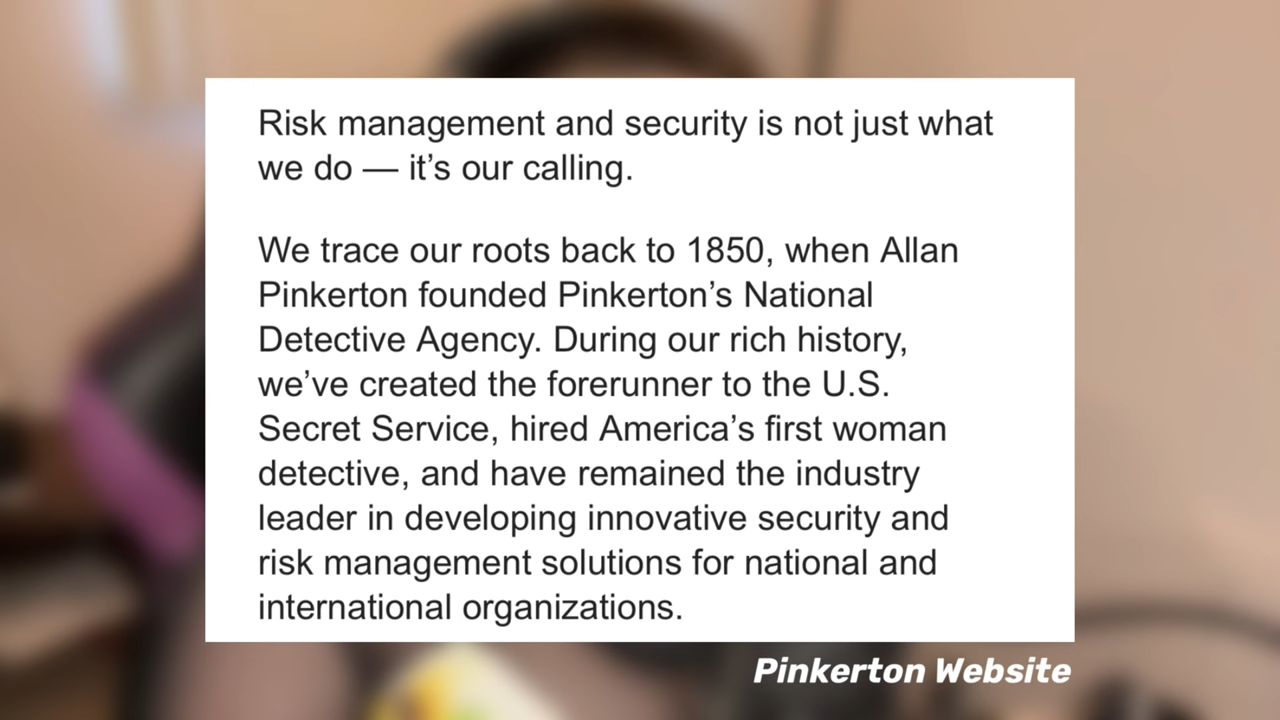 Risk management and security is not just what
we do — it’s our calling.
We trace our roots back to 1850, when Allan
Pinkerton founded Pinkerton’s National
Detective Agency. During our rich history,
we’ve created the forerunner to the U.S.
Secret Service, hired America’s first woman
detective, and have remained the industry
leader in developing innovative security and
risk management solutions for national and
international organizations.
Pinkerton Website